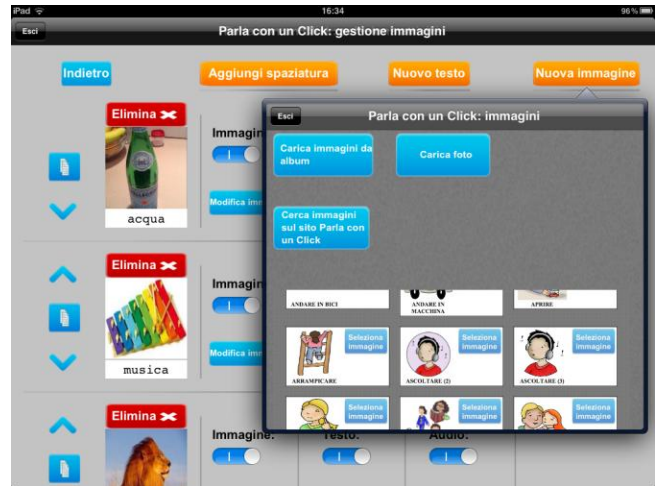 iPad
16:34
96 %
Esci
Parla con un Click: gestione immagini
Indietro
Aggiungi spaziatura
Nuovo testo
Nuova immagine
Elimina
acqua
Immagin
Modifica imm
Elimina
musica
Immagin
Modifica imm
Elimina
Immagine:
Testo:
Audio:
Esci
Parla con un Click: immagini
Carica immagini da
album
Carica foto
Cerca immagini
sul sito Parla con
un Click
ANDARE IN BICI
ANDARE IN
MACCHINA
APRIRE
Seleziona
immagine
ARRAMPICARE
Seleziona
immagine
ASCOLTARE (2)
Seleziona
immagine
ASCOLTARE (3)
Seleziona
immagine
Seleziona
immagine
Seleziona
immagine